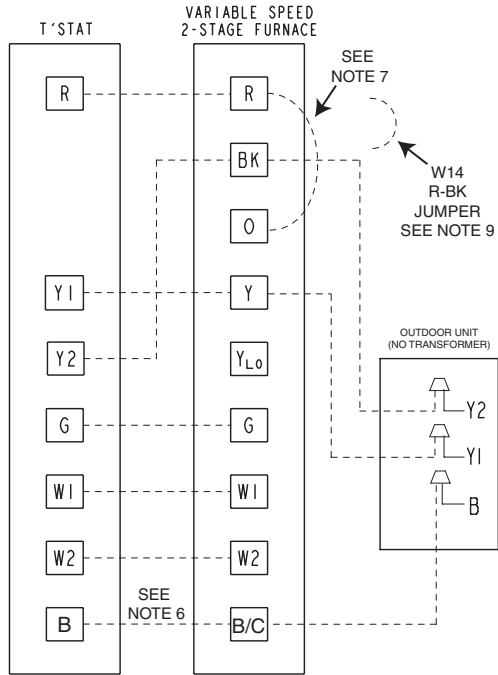 T'STAT
VARIABLE SPEED
2-STAGE FURNACE
R
Y1
Y2
G
W1
W2
B
R
BK
O
Y
YLO
G
W1
W2
B/C
SEE
NOTE 7
W14
R-BK
JUMPER
SEE NOTE 9
SEE
NOTE 6
OUTDOOR UNIT
(NO TRANSFORMER)
Y2
Y1
B